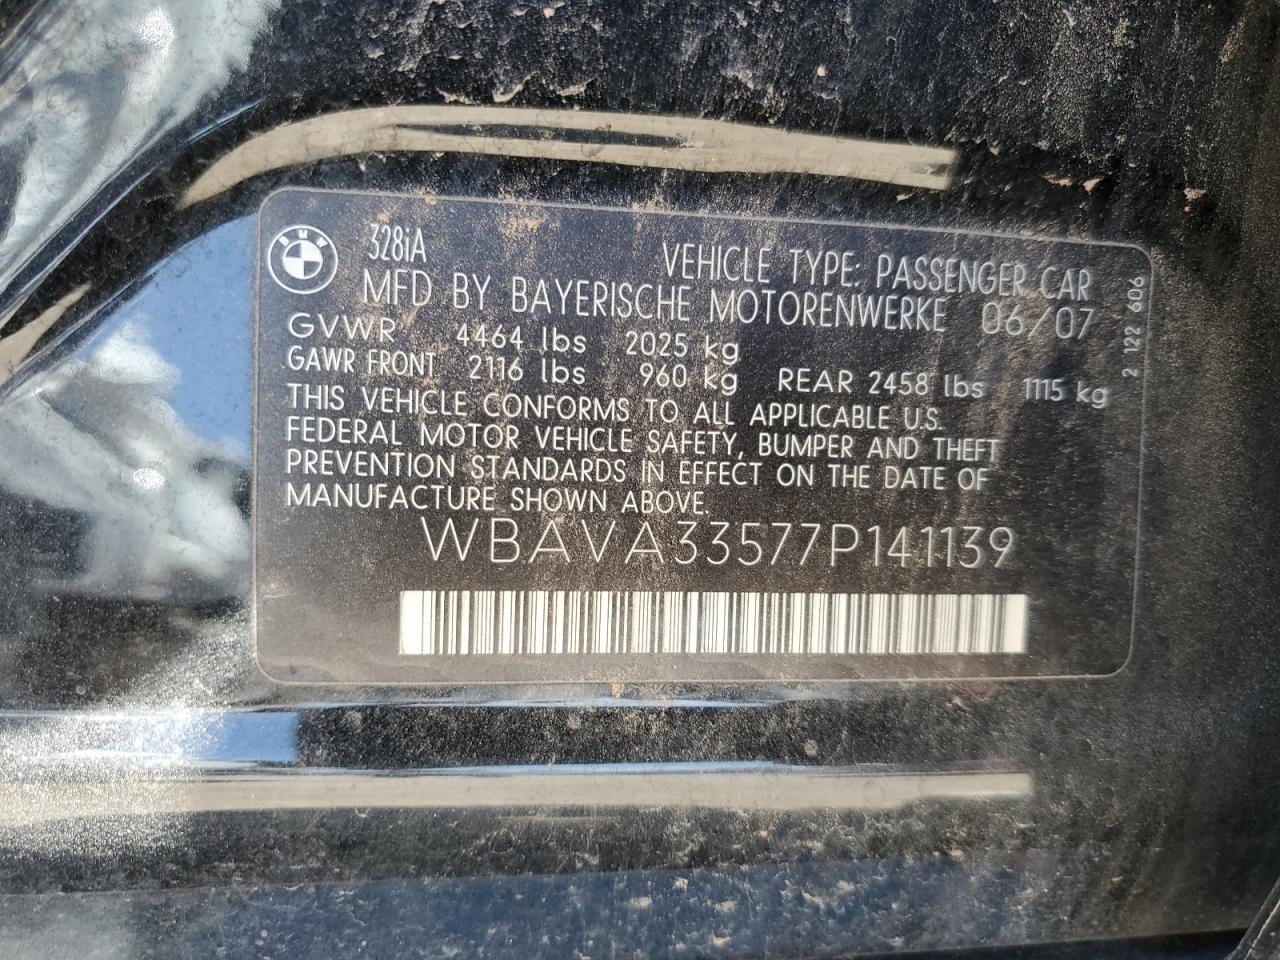 BMW
328iA
VEHICLE TYPE: PASSENGER CAR
MFD BY BAYERISCHE MOTORENWERKE 06/07
GVWR 4464 lbs 2025 kg
GAWR FRONT 2116 lbs 960 kg REAR 2458 lbs 1115 kg
THIS VEHICLE CONFORMS TO ALL APPLICABLE U.S.
FEDERAL MOTOR VEHICLE SAFETY, BUMPER AND THEFT
PREVENTION STANDARDS IN EFFECT ON THE DATE OF
MANUFACTURE SHOWN ABOVE.
WBAVA33577P141139
2 122 606